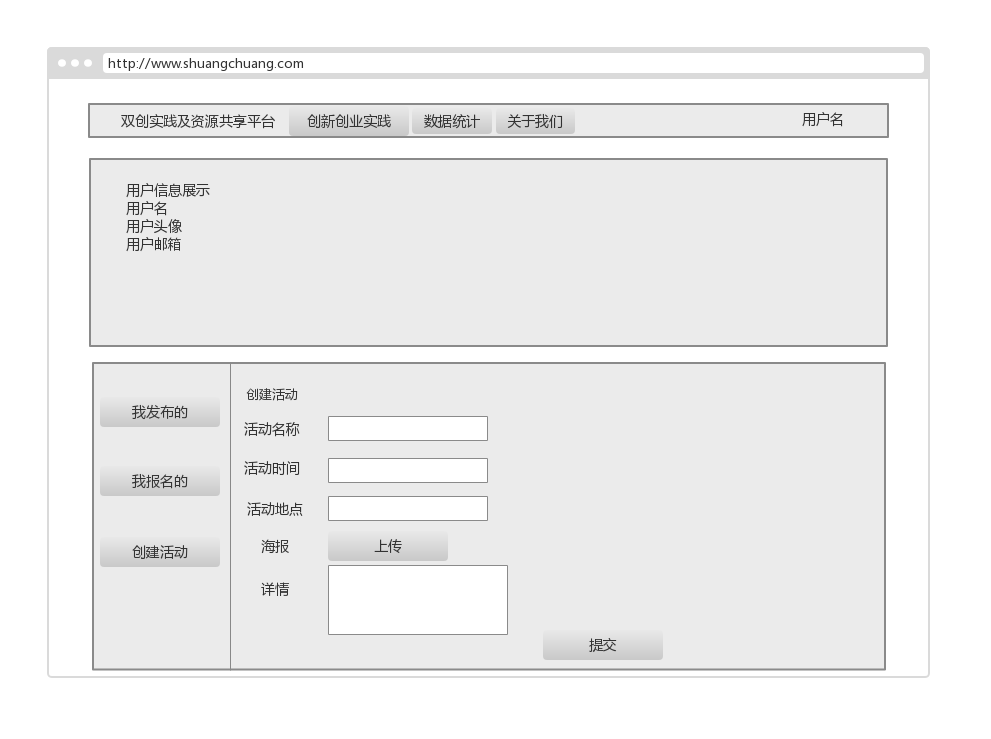 http://www.shuangchuang.com
双创实践及资源共享平台 创新创业实践 数据统计 关于我们 用户名
用户信息展示
用户名
用户头像
用户邮箱
我发布的
我报名的
创建活动
创建活动
活动名称
活动时间
活动地点
海报 上传
详情
提交